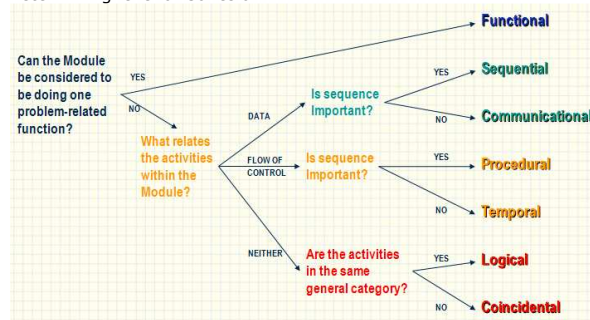 Functional
Can the Module
be considered to
be doing one
problem-related
function?
YES
NO
Is sequence
Important?
YES
Sequential
NO
Communicational
DATA
What relates
the activities
within the
Module?
FLOW OF
CONTROL
Is sequence
Important?
YES
Procedural
NO
Temporal
NEITHER
Are the activities
in the same
general category?
YES
Logical
NO
Coincidental